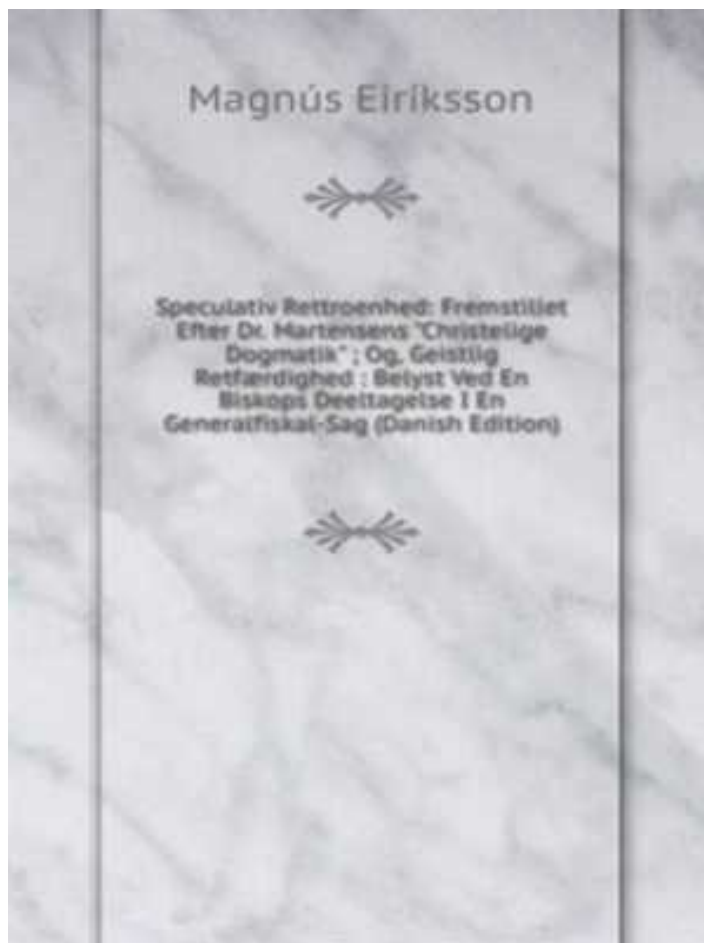 Magnús Eiríksson
Speculativ Rettroenhed: Fremstillet
Efter Dr. Martensens "Christelige
Dogmatik" ; Og, Geistlig
Retfærdighed : Belyst Ved En
Biskops Deeltagelse I En
Generalfiskal-Sag (Danish Edition)